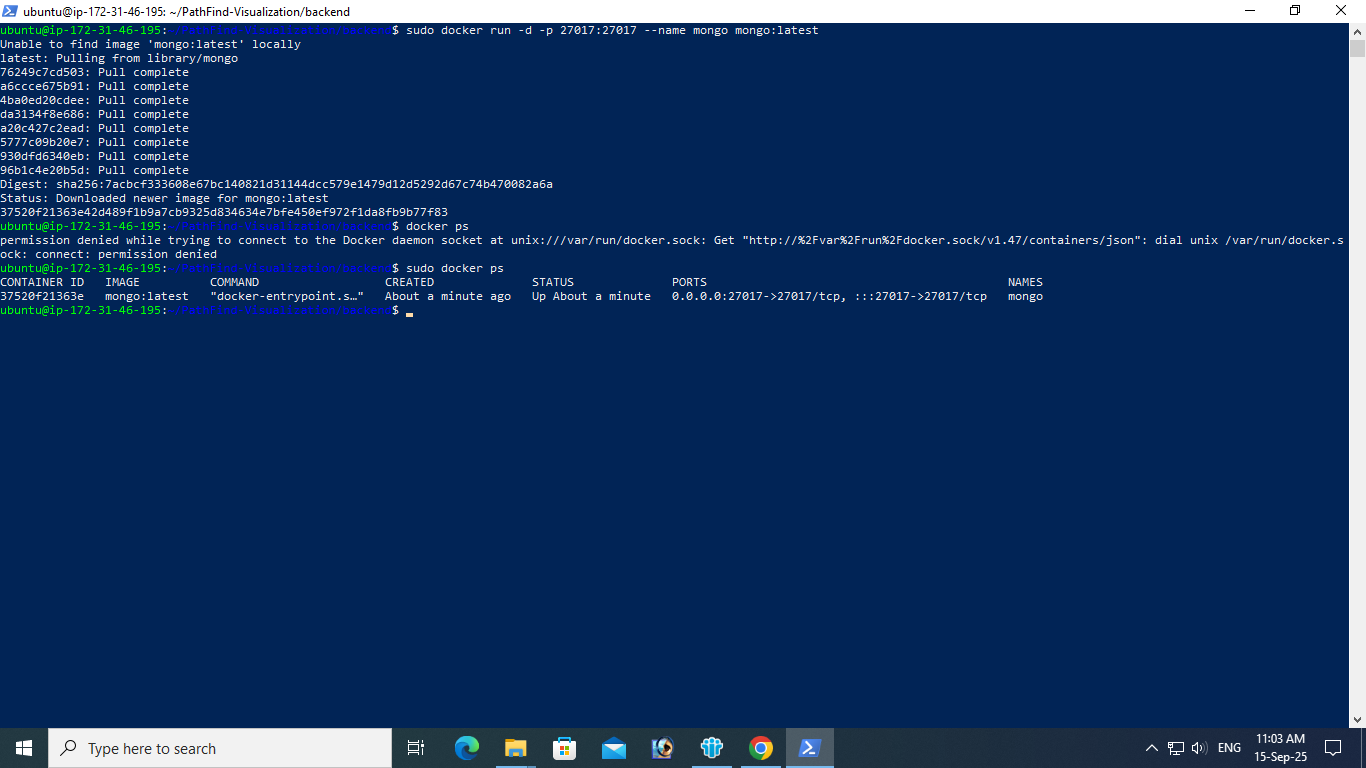 ubuntu@ip-172-31-46-195: ~/PathFind-Visualization/backend
ubuntu@ip-172-31-46-195:~/PathFind-Visualization/backend$ sudo docker run -d -p 27017:27017 --name mongo mongo:latest
Unable to find image 'mongo:latest' locally
latest: Pulling from library/mongo
76249c7cd503: Pull complete
a6ccce675b91: Pull complete
4ba0ed20cdee: Pull complete
da3134f8e686: Pull complete
a20c427c2ead: Pull complete
5777c09b20e7: Pull complete
930dfd6340eb: Pull complete
96b1c4e20b5d: Pull complete
Digest: sha256:7acbcf333608e67bc140821d31144dcc579e1479d12d5292d67c74b470082a6a
Status: Downloaded newer image for mongo:latest
37520f21363e42d489f1b9a7cb9325d834634e7bfe450ef972f1da8fb9b77f83
ubuntu@ip-172-31-46-195:~/PathFind-Visualization/backend$ docker ps
permission denied while trying to connect to the Docker daemon socket at unix:///var/run/docker.sock: Get "http://%2Fvar%2Frun%2Fdocker.sock/v1.47/containers/json": dial unix /var/run/docker.s
ock: connect: permission denied
ubuntu@ip-172-31-46-195:~/PathFind-Visualization/backend$ sudo docker ps
CONTAINER ID   IMAGE          COMMAND                  CREATED              STATUS              PORTS                                           NAMES
37520f21363e   mongo:latest   "docker-entrypoint.s…"   About a minute ago   Up About a minute   0.0.0.0:27017->27017/tcp, :::27017->27017/tcp   mongo
ubuntu@ip-172-31-46-195:~/PathFind-Visualization/backend$
Type here to search
ENG
11:03 AM
15-Sep-25